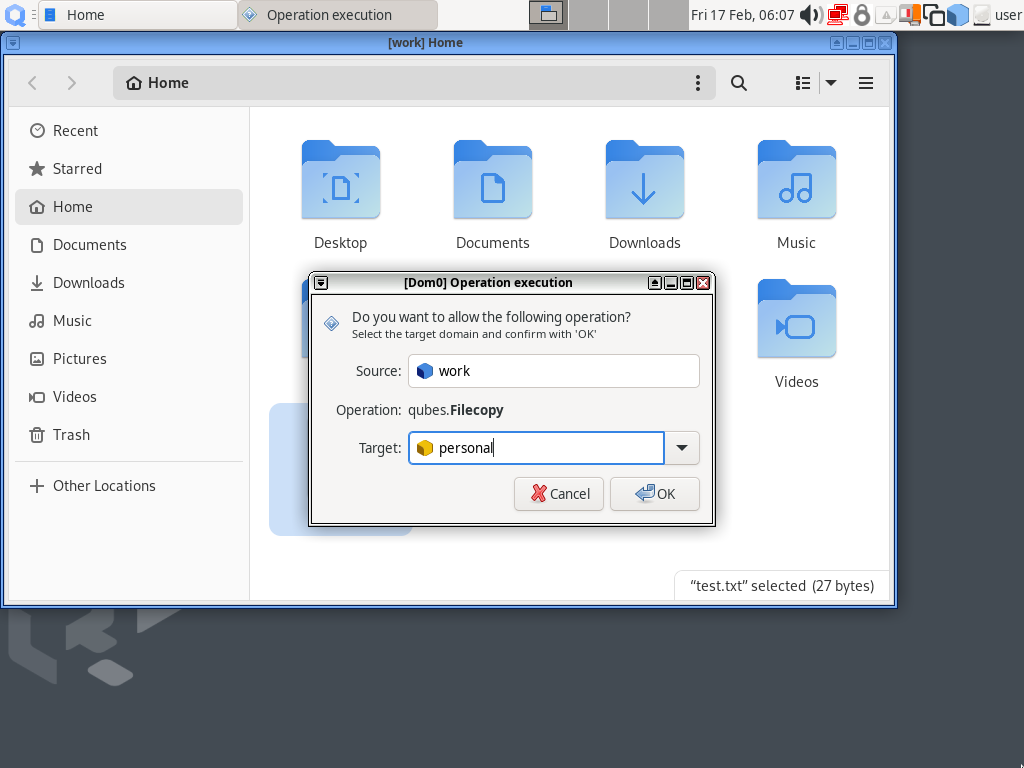 Home
Operation execution
Fri 17 Feb, 06:07
user
[work] Home
Home
Recent
Starred
Home
Documents
Downloads
Music
Pictures
Videos
Trash
Other Locations
Desktop
Documents
Downloads
Music
Videos
[Dom0] Operation execution
Do you want to allow the following operation?
Select the target domain and confirm with 'OK'
Source: work
Operation: qubes.Filecopy
Target: personal
Cancel
OK
“test.txt” selected (27 bytes)